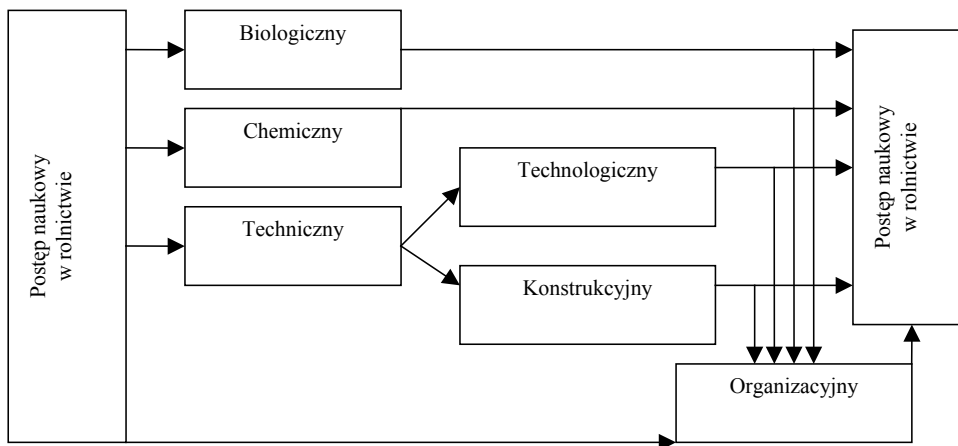 Postęp naukowy
w rolnictwie
Biologiczny
Chemiczny
Techniczny
Technologiczny
Konstrukcyjny
Organizacyjny
Postęp naukowy
w rolnictwie